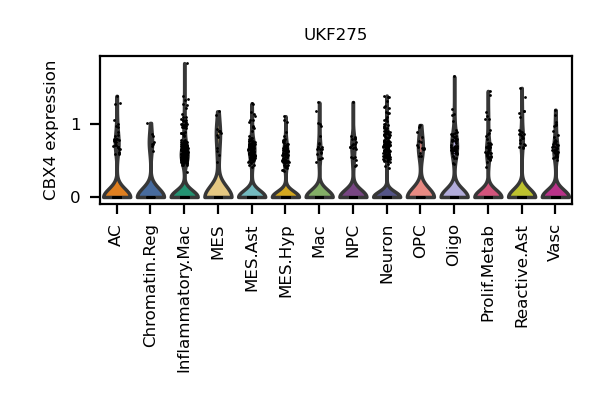 UKF275
CBX4 expression
1
0
AC
Chromatin.Reg
Inflammatory.Mac
MES
MES.Ast
MES.Hyp
Mac
NPC
Neuron
OPC
Oligo
Prolif.Metab
Reactive.Ast
Vasc